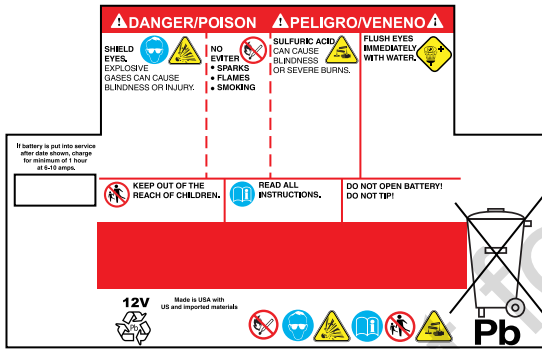 DANGER/POISON PELIGRO/VENENO
SHIELD
EYES.
EXPLOSIVE
GASES CAN CAUSE
BLINDNESS OR INJURY.
NO
EVITER
• SPARKS
• FLAMES
• SMOKING
SULFURIC ACID
CAN CAUSE
BLINDNESS
OR SEVERE BURNS.
FLUSH EYES
IMMEDIATELY
WITH WATER.
If battery is put into service
after date shown, charge
for minimum of 1 hour
at 6-10 amps.
KEEP OUT OF THE
REACH OF CHILDREN.
READ ALL
INSTRUCTIONS.
DO NOT OPEN BATTERY!
DO NOT TIP!
12V
Pb
Made is USA with
US and imported materials
Pb